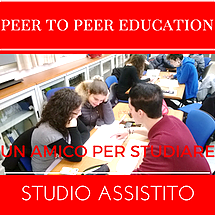 PEER TO PEER EDUCATION
UN AMICO PER STUDIARE
STUDIO ASSISTITO